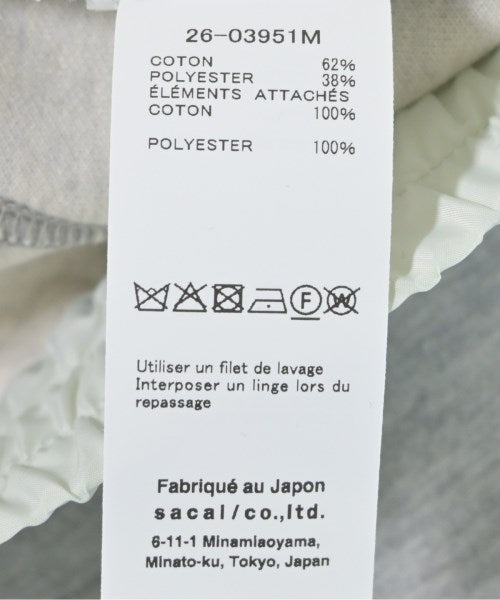 26-03951M
COTON 62%
POLYESTER 38%
ÉLÉMENTS ATTACHÉS
COTON 100%
POLYESTER 100%
F W
Utiliser un filet de lavage
Interposer un linge lors du
repassage
Fabriqué au Japon
sacai/co.,ltd.
6-11-1 Minamiaoyama,
Minato-ku, Tokyo, Japan